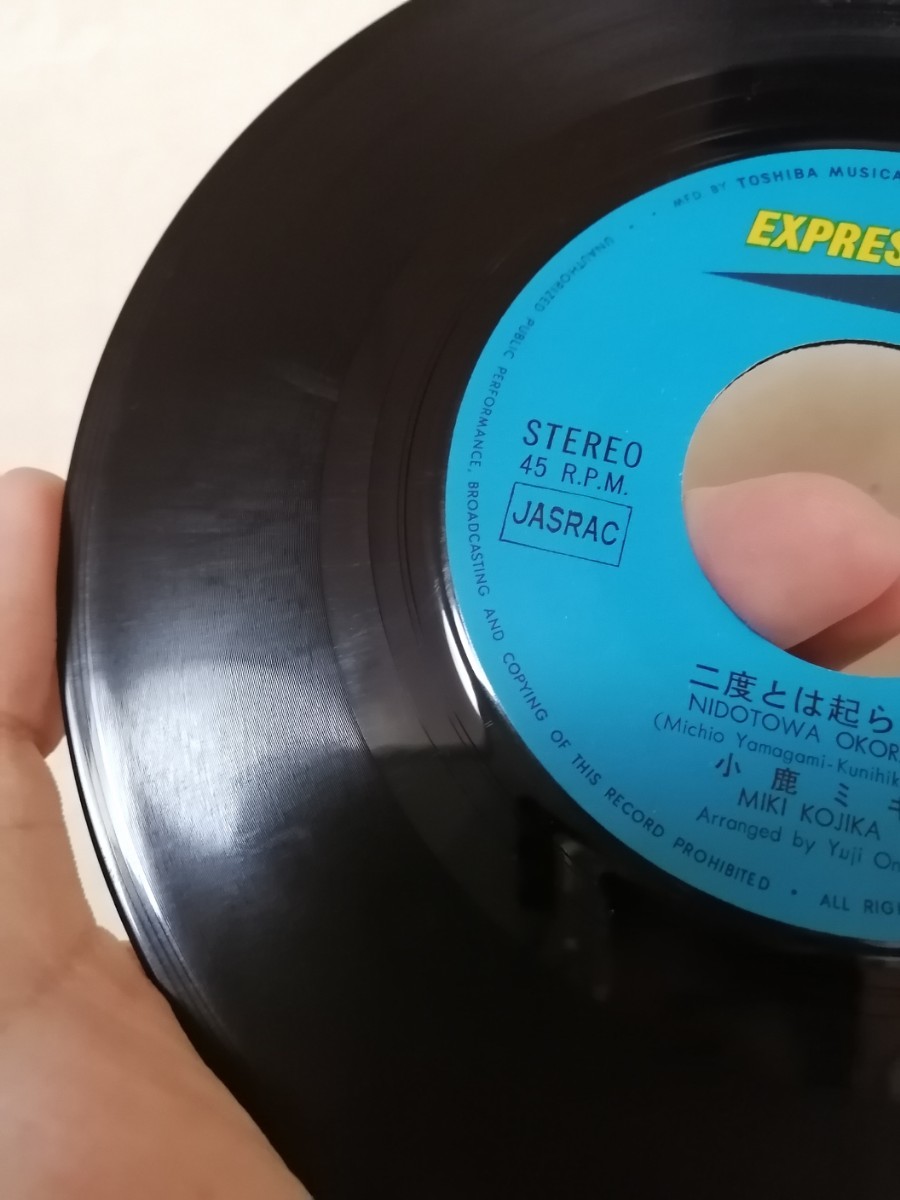 MFD BY TOSHIBA MUSICA
EXPRES
STEREO
45 R.P.M.
JASRAC
二度とは起ら
NIDOTOWA OKOR
(Michio Yamagami-Kunihik
小鹿ミキ
MIKI KOJIKA
Arranged by Yuji On
UNAUTHORIZED PUBLIC PERFORMANCE, BROADCASTING AND COPYING OF THIS RECORD PROHIBITED • ALL RIG